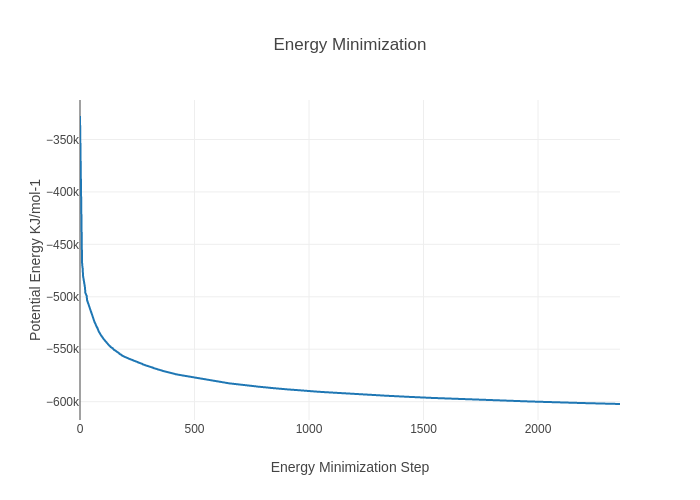 Energy Minimization
Potential Energy KJ/mol-1
−350k
−400k
−450k
−500k
−550k
−600k
0 500 1000 1500 2000
Energy Minimization Step